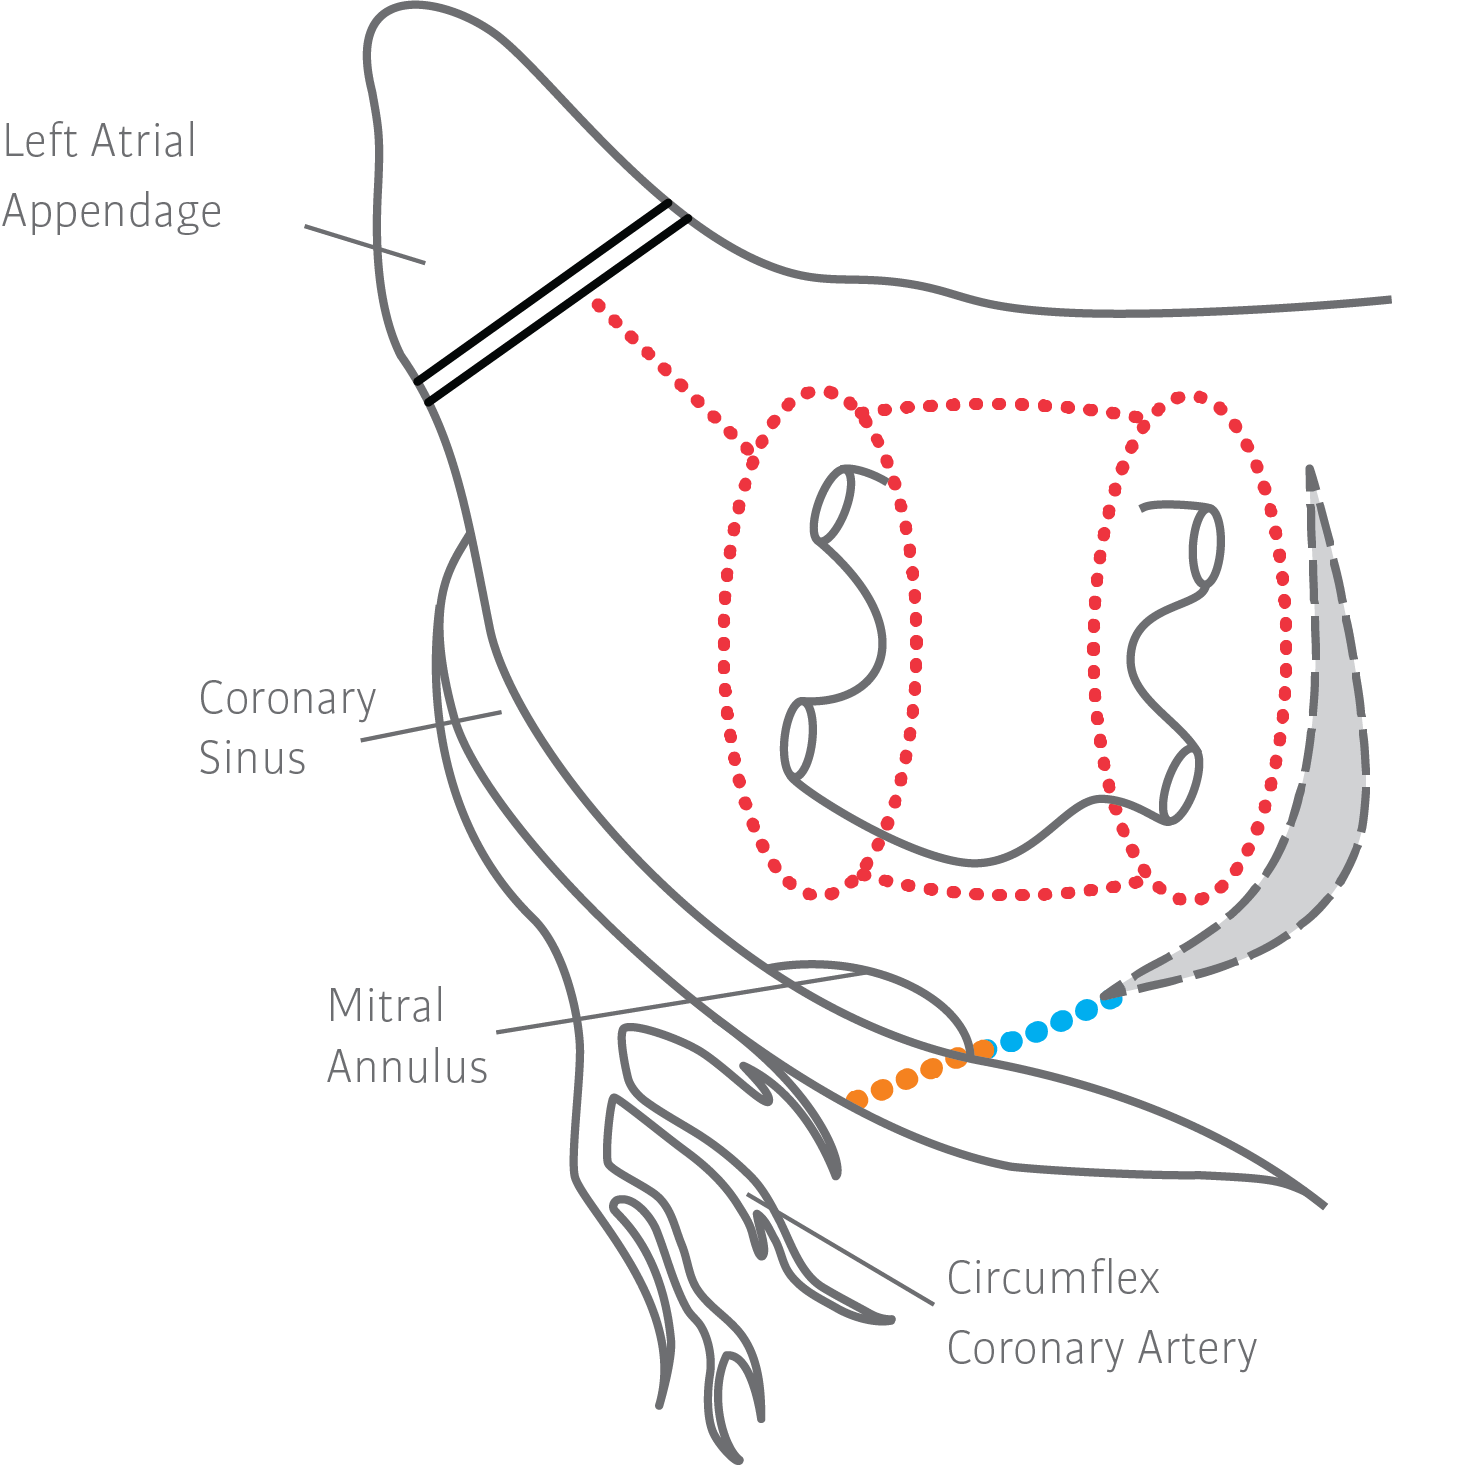 Left Atrial
Appendage
Coronary
Sinus
Mitral
Annulus
Circumflex
Coronary Artery